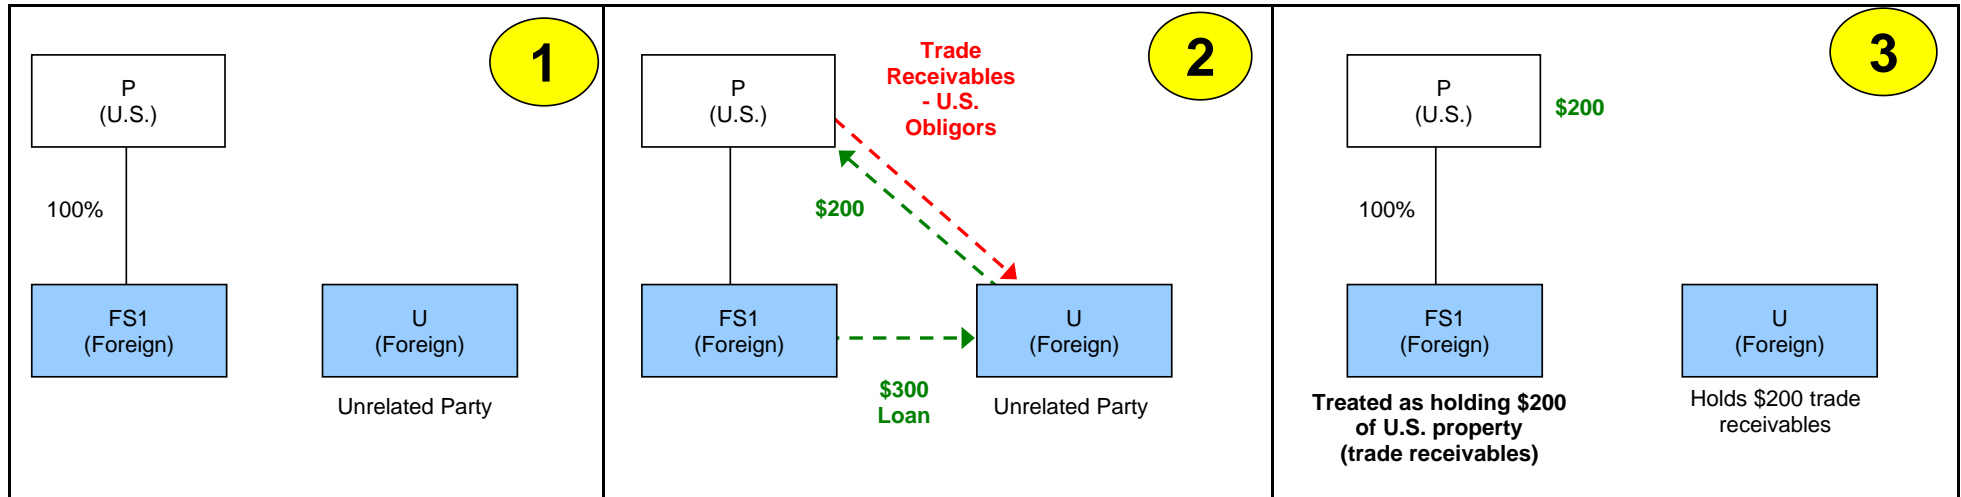 1
P
(U.S.)
100%
FS1
(Foreign)
U
(Foreign)
Unrelated Party
2
Trade
Receivables
- U.S.
Obligors
P
(U.S.)
$200
FS1
(Foreign)
U
(Foreign)
$300
Loan
Unrelated Party
3
P
(U.S.)
$200
100%
FS1
(Foreign)
U
(Foreign)
Treated as holding $200
of U.S. property
(trade receivables)
Holds $200 trade
receivables